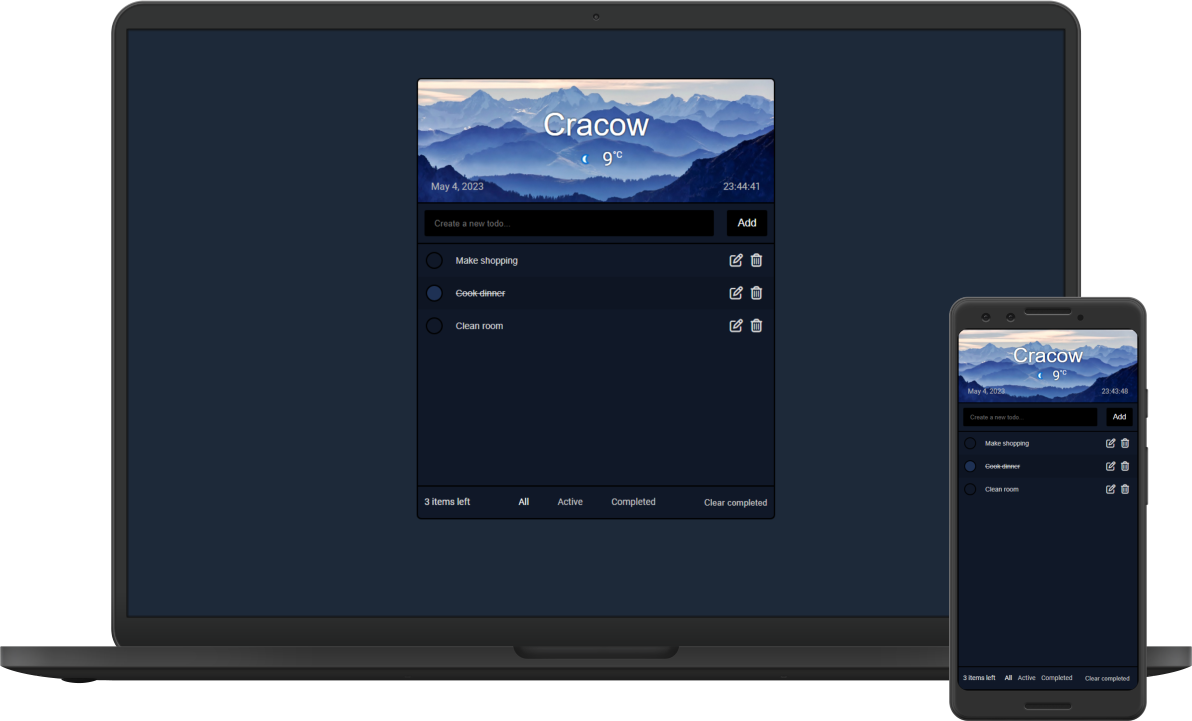 Cracow
9°C
May 4, 2023 23:44:41
Create a new todo... Add
Make shopping
Cook dinner
Clean room
3 items left All Active Completed Clear completed
Cracow
9°C
May 4, 2023 23:43:48
Create a new todo... Add
Make shopping
Cook dinner
Clean room
3 items left All Active Completed Clear completed